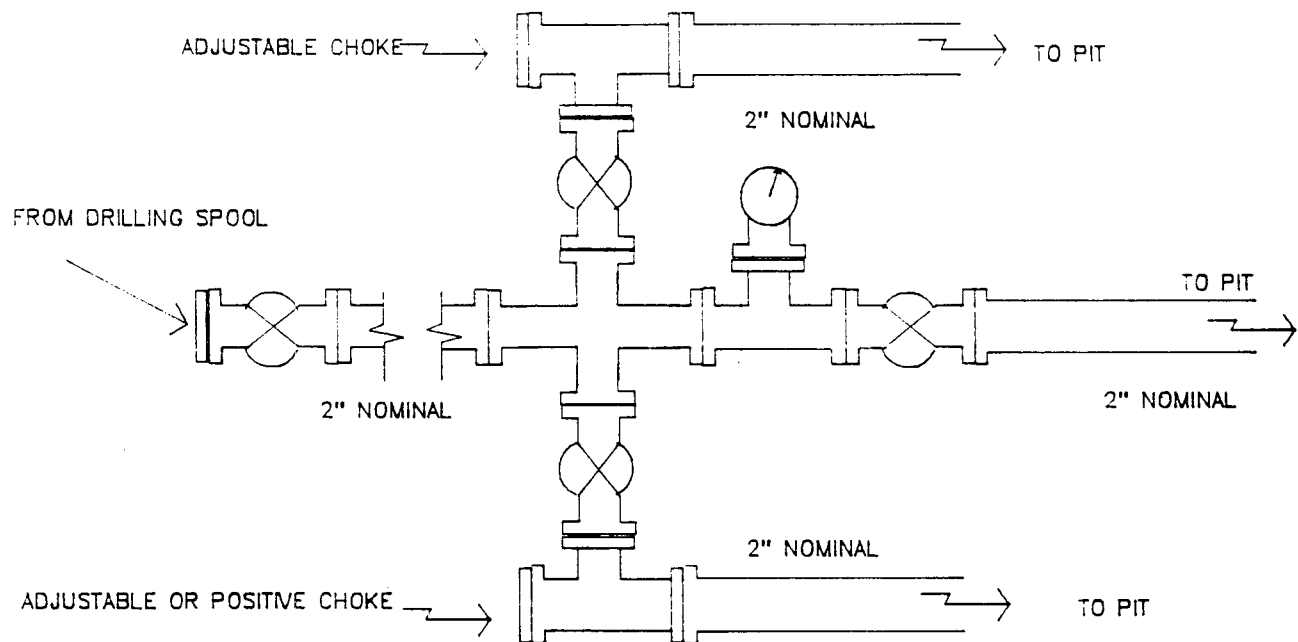 ADJUSTABLE CHOKE
TO PIT
2" NOMINAL
FROM DRILLING SPOOL
TO PIT
2" NOMINAL
2" NOMINAL
2" NOMINAL
ADJUSTABLE OR POSITIVE CHOKE
TO PIT